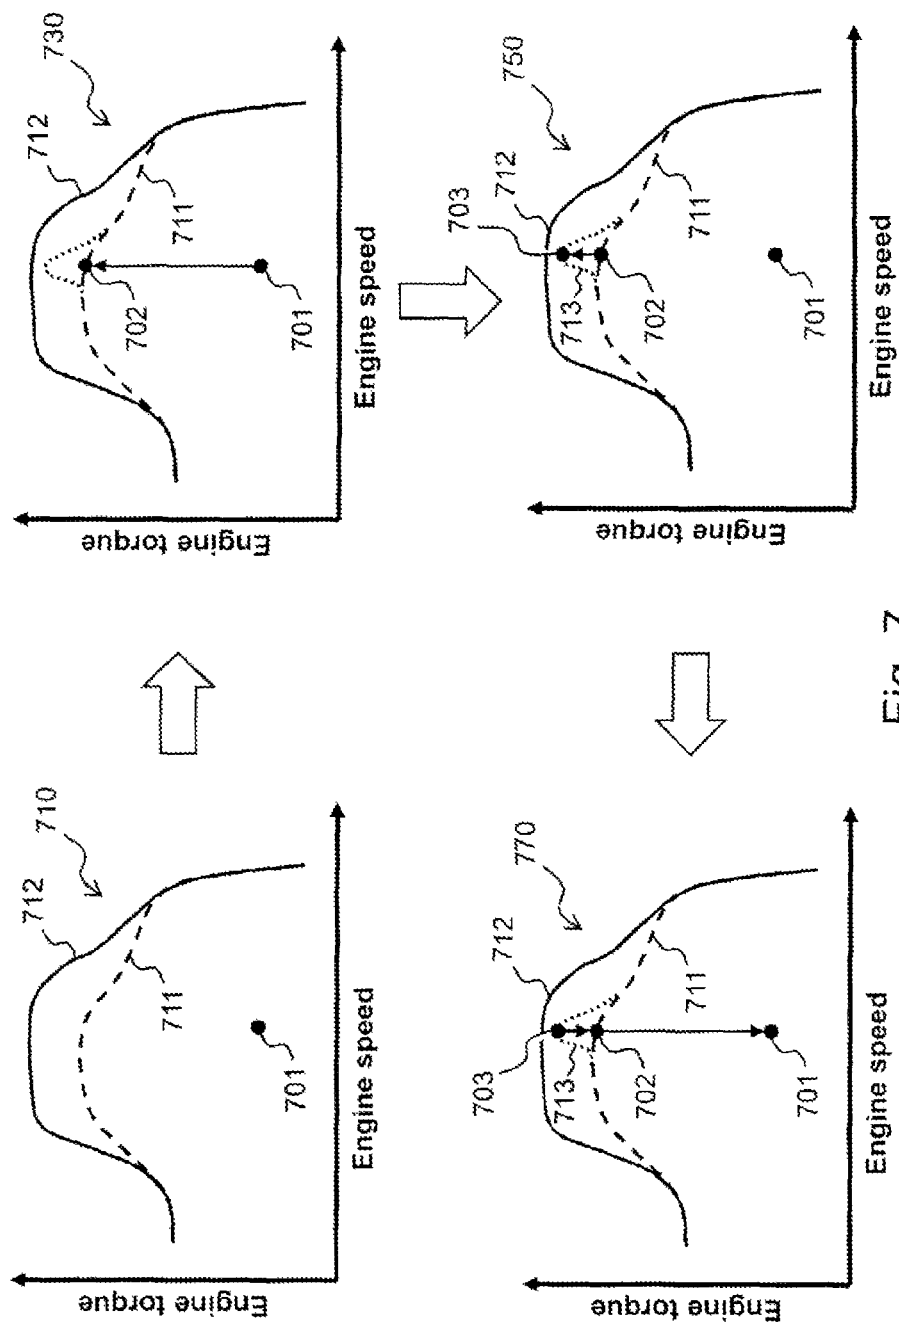 Engine torque
712
710
711
701
Engine speed
Engine torque
712
730
711
702
701
Engine speed
Engine torque
703
712
770
713
711
702
701
Engine speed
Engine torque
703
712
750
713
711
702
701
Engine speed
Fig. 7